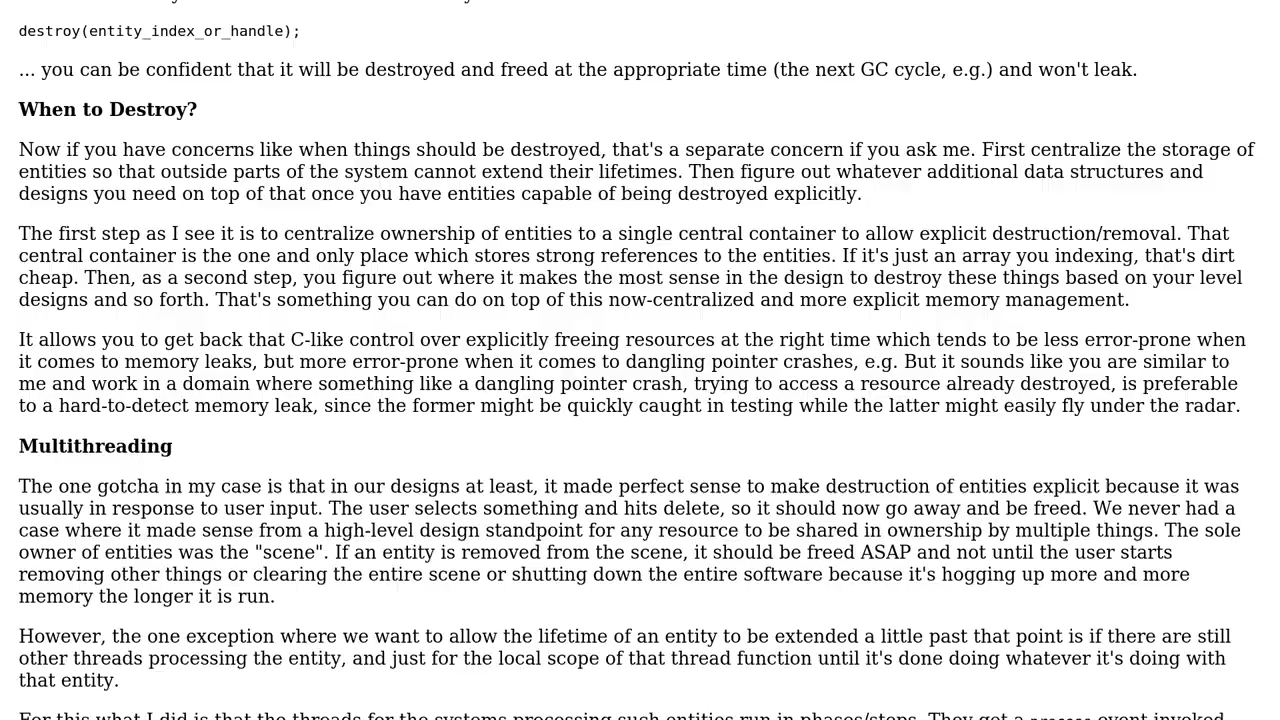 destroy(entity_index_or_handle);
... you can be confident that it will be destroyed and freed at the appropriate time (the next GC cycle, e.g.) and won't leak.
When to Destroy?
Now if you have concerns like when things should be destroyed, that's a separate concern if you ask me. First centralize the storage of
entities so that outside parts of the system cannot extend their lifetimes. Then figure out whatever additional data structures and
designs you need on top of that once you have entities capable of being destroyed explicitly.
The first step as I see it is to centralize ownership of entities to a single central container to allow explicit destruction/removal. That
central container is the one and only place which stores strong references to the entities. If it's just an array you indexing, that's dirt
cheap. Then, as a second step, you figure out where it makes the most sense in the design to destroy these things based on your level
designs and so forth. That's something you can do on top of this now-centralized and more explicit memory management.
It allows you to get back that C-like control over explicitly freeing resources at the right time which tends to be less error-prone when
it comes to memory leaks, but more error-prone when it comes to dangling pointer crashes, e.g. But it sounds like you are similar to
me and work in a domain where something like a dangling pointer crash, trying to access a resource already destroyed, is preferable
to a hard-to-detect memory leak, since the former might be quickly caught in testing while the latter might easily fly under the radar.
Multithreading
The one gotcha in my case is that in our designs at least, it made perfect sense to make destruction of entities explicit because it was
usually in response to user input. The user selects something and hits delete, so it should now go away and be freed. We never had a
case where it made sense from a high-level design standpoint for any resource to be shared in ownership by multiple things. The sole
owner of entities was the "scene". If an entity is removed from the scene, it should be freed ASAP and not until the user starts
removing other things or clearing the entire scene or shutting down the entire software because it's hogging up more and more
memory the longer it is run.
However, the one exception where we want to allow the lifetime of an entity to be extended a little past that point is if there are still
other threads processing the entity, and just for the local scope of that thread function until it's done doing whatever it's doing with
that entity.
For this what I did is that the threads for the systems processing such entities run in phases/steps. They get a process event invoked